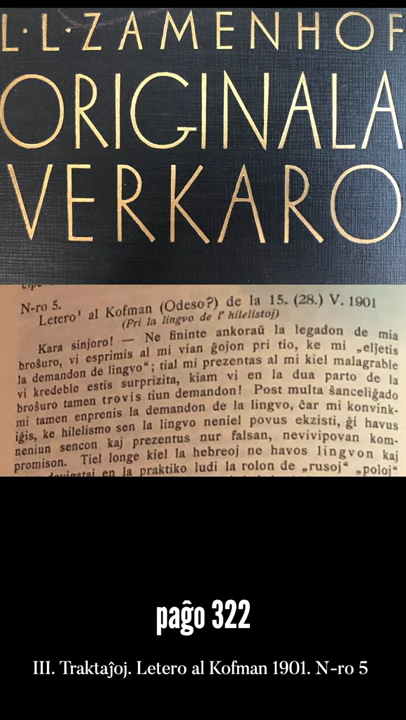 L·L·ZAMENHOF
ORIGINALA
VERKARO
N-ro 5.
Letero¹ al Kofman (Odeso?) de la 15. (28.) V. 1901
(Pri la lingvo de l' hilelistoj)
Kara sinjoro! — Ne fininte ankoraŭ la legadon de mia
broŝuro, vi esprimis al mi vian ĝojon pri tio, ke mi „eljetis
la demandon de lingvo“; tial mi prezentas al mi kiel malagrable
vi kredeble estis surprizita, kiam vi en la dua parto de la
broŝuro tamen trovis tiun demandon! Post multa ŝanceliĝado
mi tamen enprenis la demandon de la lingvo, ĉar mi konvink-
iĝis, ke hilelismo sen la lingvo neniel povus ekzisti, ĝi havus
neniun sencon kaj prezentus nur falsan, nevivipovan kom-
promison. Tiel longe kiel la hebreoj ne havos lingvon kaj
en la praktiko ludi la rolon de „rusoj“ „poloj“
paĝo 322
III. Traktaĵoj. Letero al Kofman 1901. N-ro 5